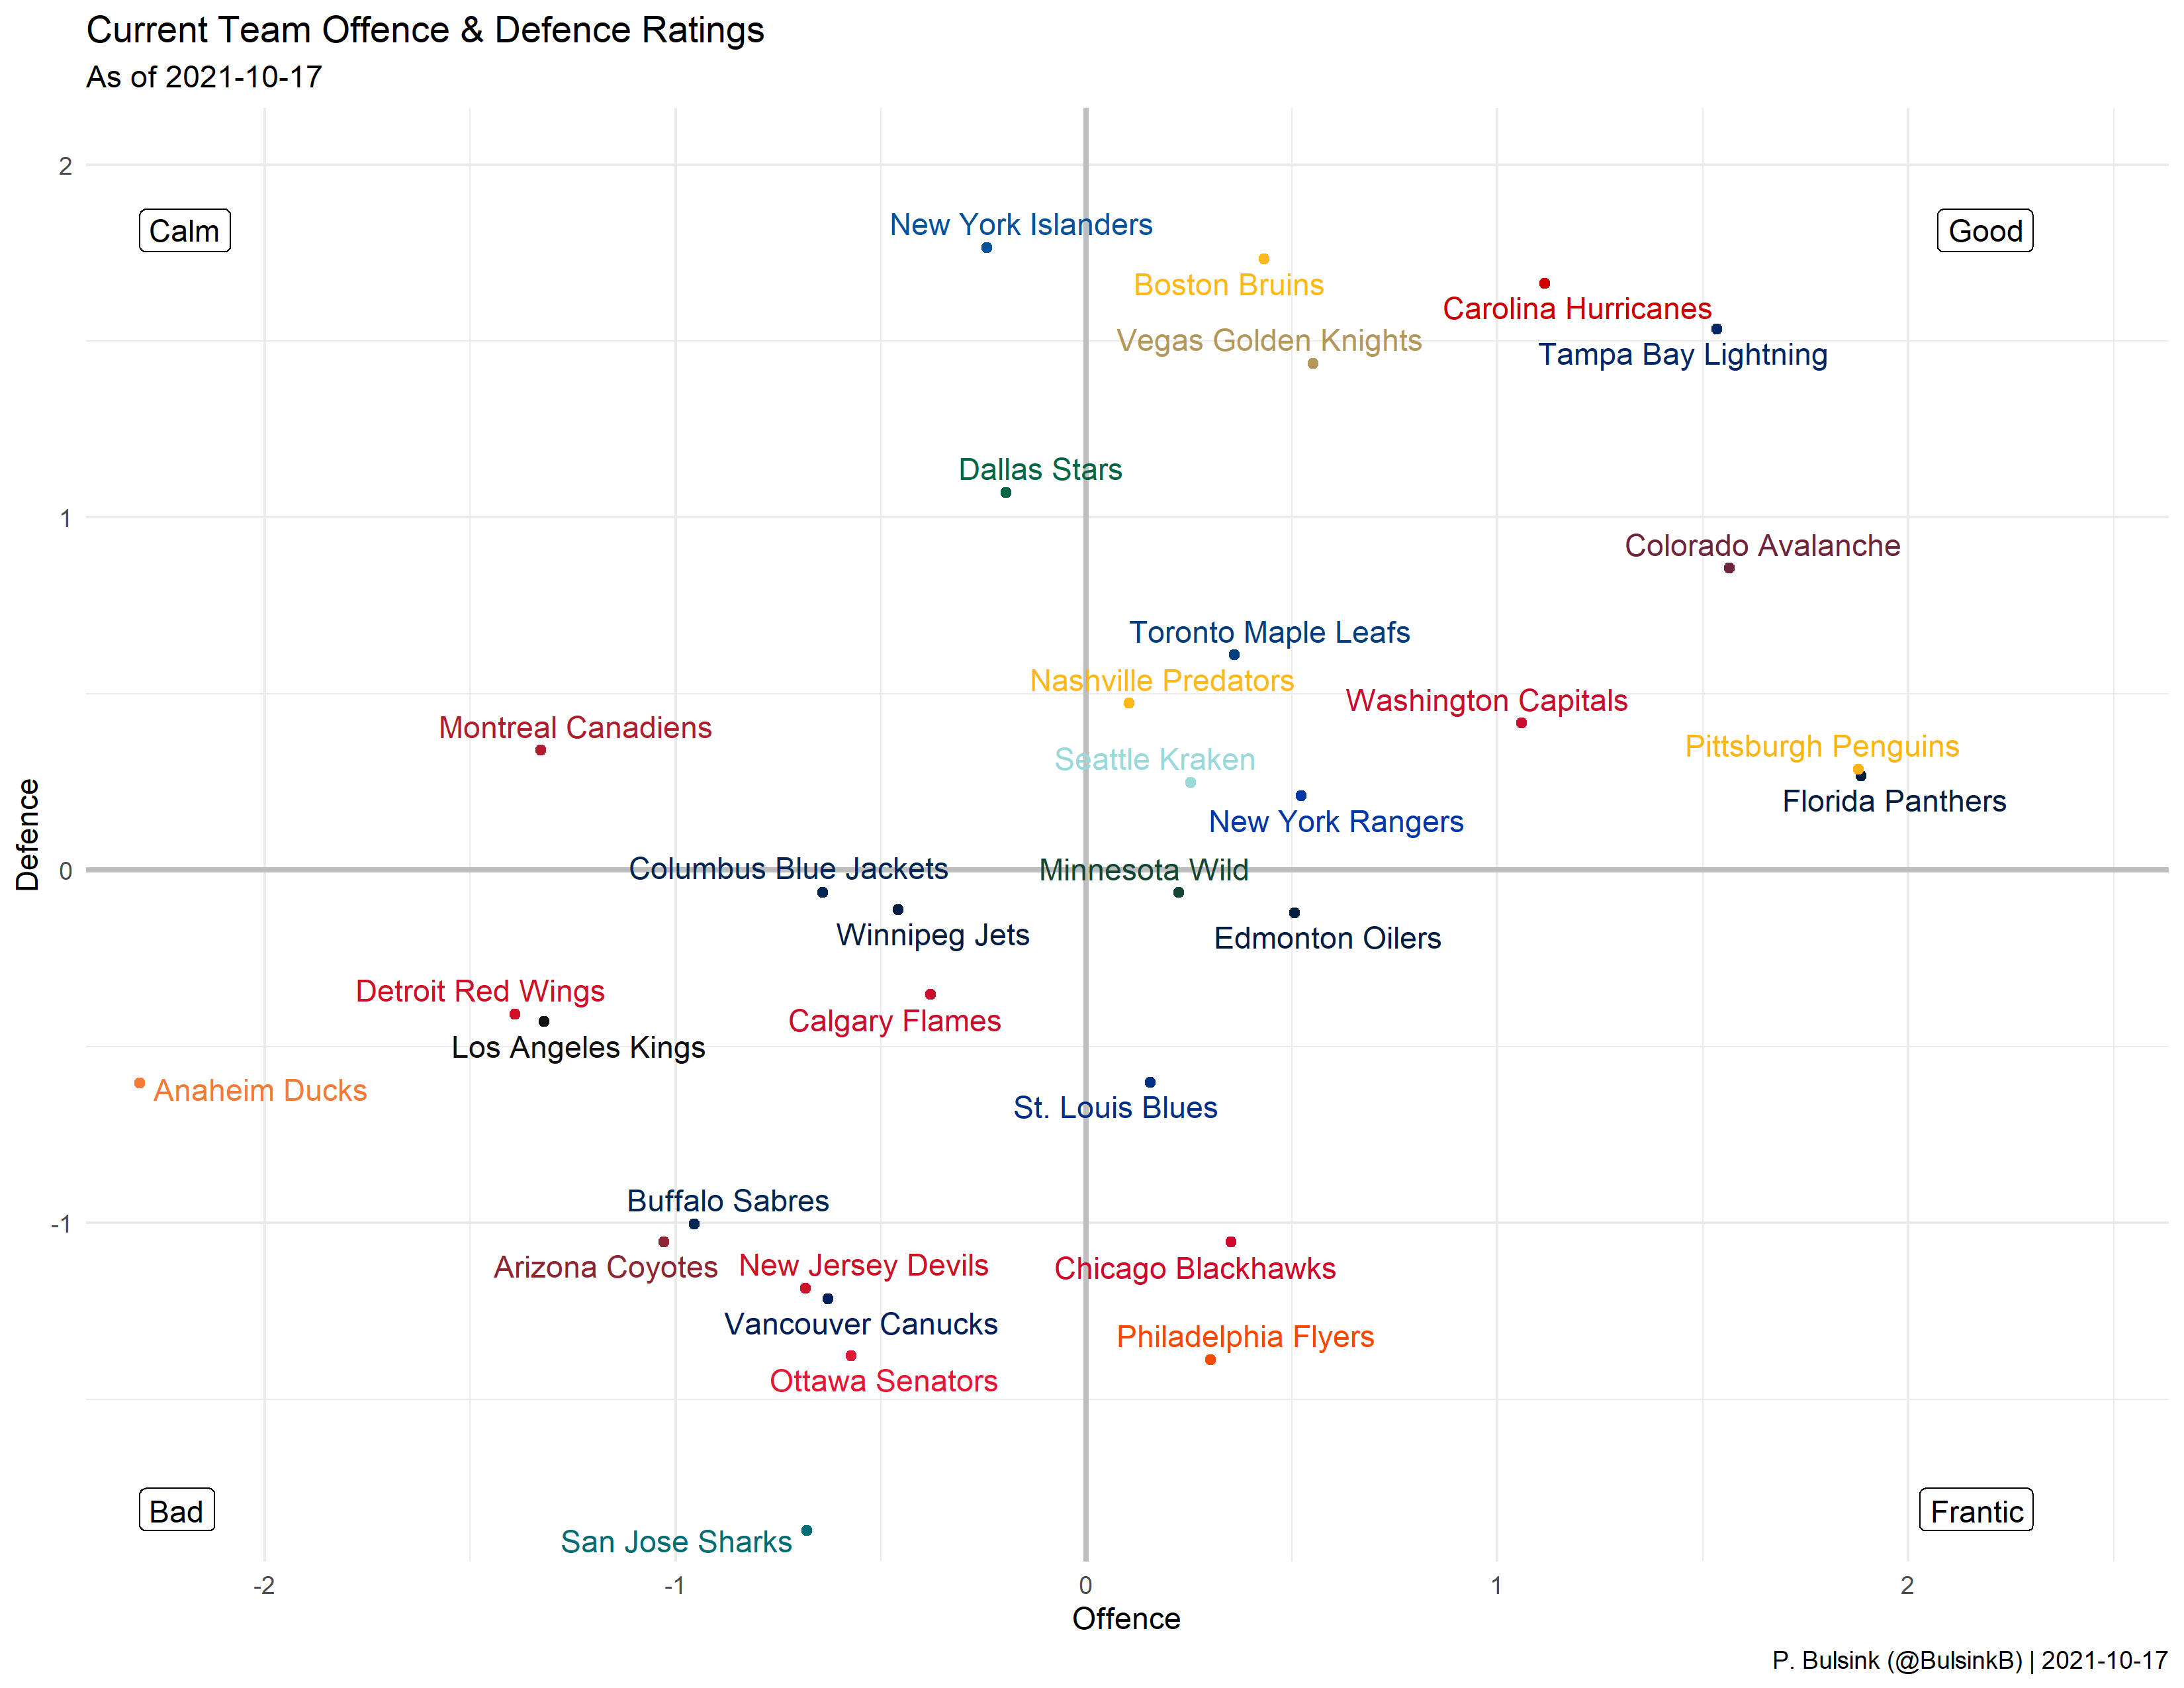 Current Team Offence & Defence Ratings
As of 2021-10-17
2
Calm
New York Islanders
Good
Boston Bruins
Carolina Hurricanes
Vegas Golden Knights
Tampa Bay Lightning
Dallas Stars
1
Colorado Avalanche
Toronto Maple Leafs
Nashville Predators
Washington Capitals
Montreal Canadiens
Pittsburgh Penguins
Seattle Kraken
Florida Panthers
New York Rangers
Defence
0
Columbus Blue Jackets
Minnesota Wild
Winnipeg Jets
Edmonton Oilers
Detroit Red Wings
Calgary Flames
Los Angeles Kings
Anaheim Ducks
St. Louis Blues
Buffalo Sabres
-1
Arizona Coyotes
New Jersey Devils
Chicago Blackhawks
Vancouver Canucks
Philadelphia Flyers
Ottawa Senators
Bad
Frantic
San Jose Sharks
-2
-1
0
1
2
Offence
P. Bulsink (@BulsinkB) | 2021-10-17